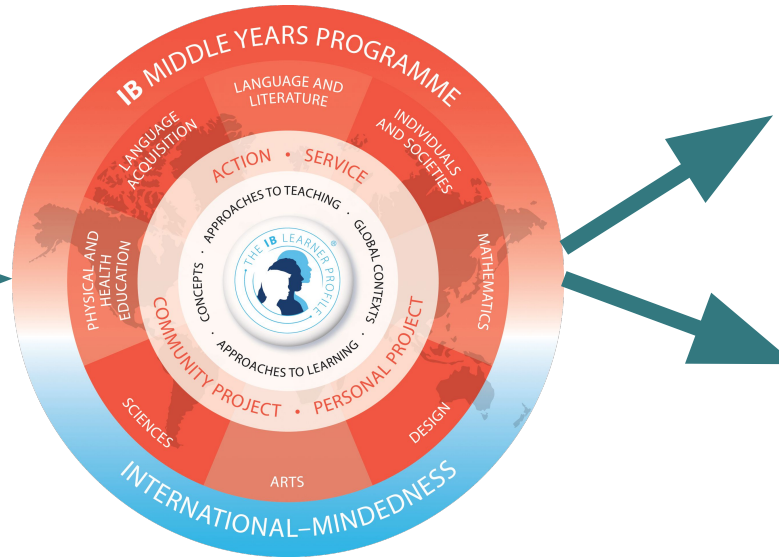 IB MIDDLE YEARS PROGRAMME
LANGUAGE AND
LITERATURE
LANGUAGE
ACQUISITION
INDIVIDUALS
AND SOCIETIES
PHYSICAL AND
HEALTH
EDUCATION
MATHEMATICS
SCIENCES
DESIGN
ARTS
ACTION • SERVICE
COMMUNITY PROJECT • PERSONAL PROJECT
APPROACHES TO TEACHING · GLOBAL CONTEXTS ·
APPROACHES TO LEARNING · CONCEPTS ·
THE IB LEARNER PROFILE ®
INTERNATIONAL–MINDEDNESS